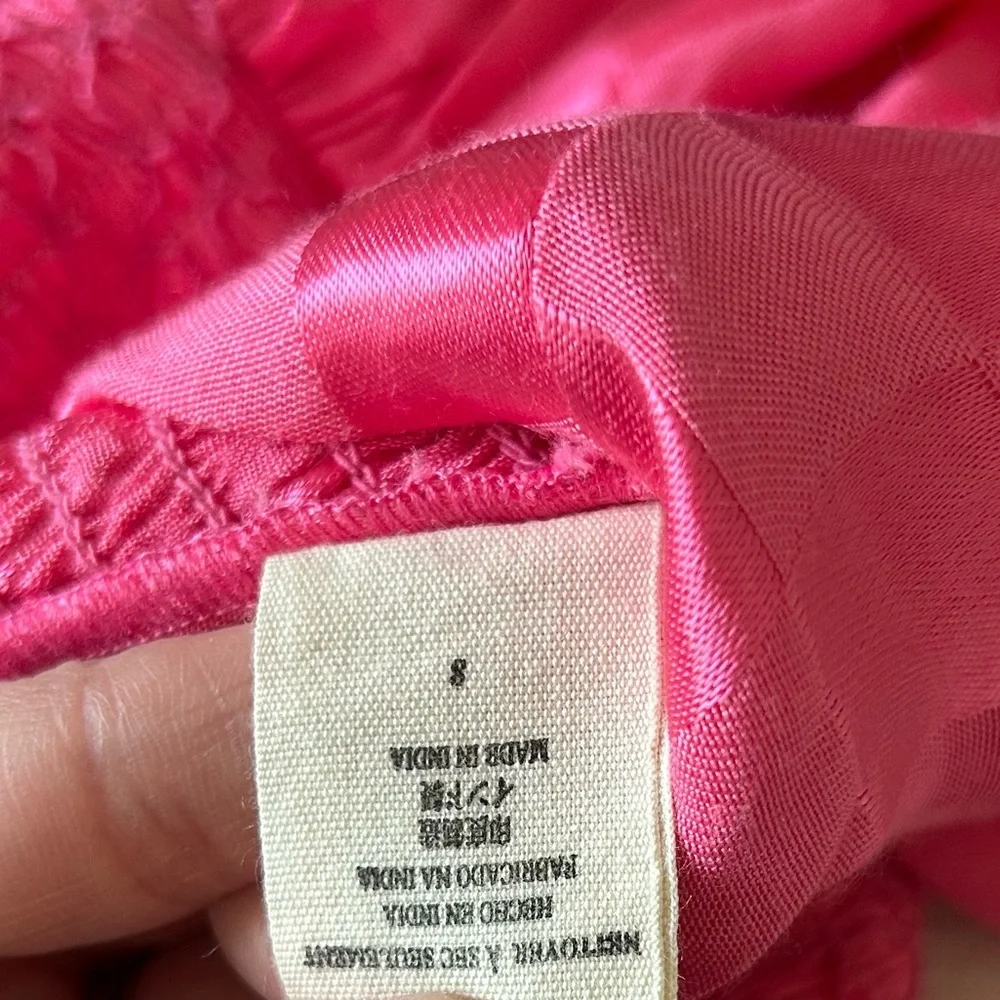 NETTOYER À SEC SEULEMENT
HECHO EN INDIA
FABRICADO NA INDIA
印度製造
インド製
MADE IN INDIA
S